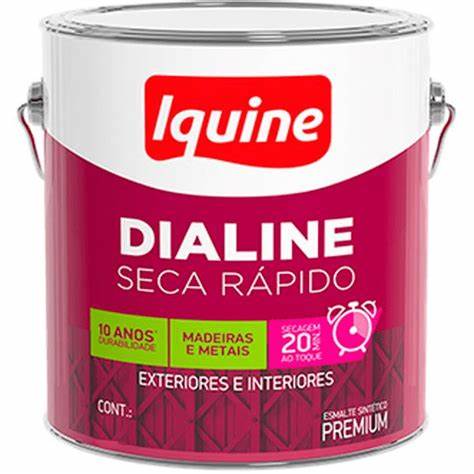 Iquine
DIALINE
SECA RÁPIDO
10 ANOS*
DURABILIDADE
MADEIRAS
E METAIS
SECAGEM
20 MIN.
AO TOQUE
EXTERIORES E INTERIORES
CONT.:
ESMALTE SINTÉTICO
PREMIUM